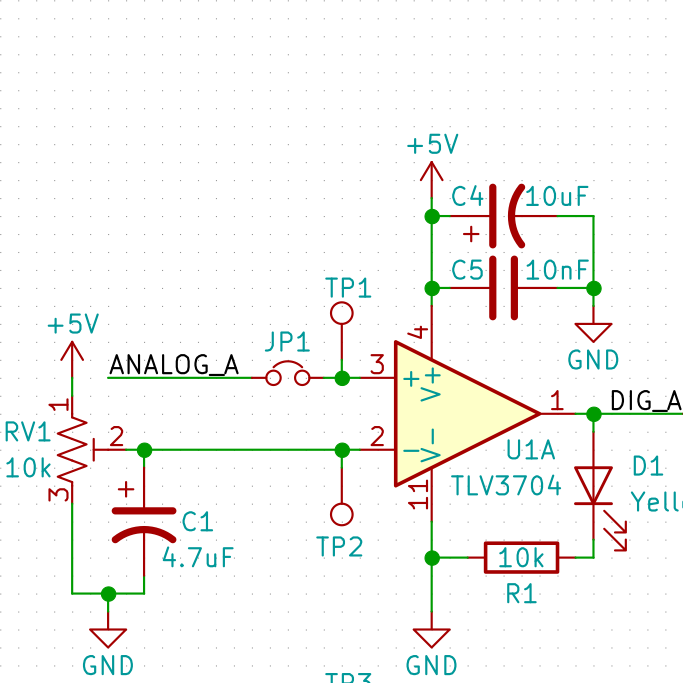 +5V
C4
10uF
+
C5
10nF
TP1
+5V
4
GND
JP1
ANALOG_A
3
+
V+
1
1
DIG_A
RV1
2
2
10k
-
V-
U1A
D1
3
+
11
TLV3704
Yell
C1
4.7uF
TP2
10k
R1
GND
GND
TP3